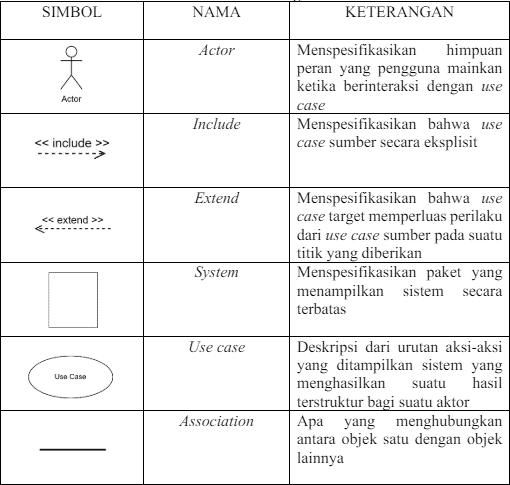 SIMBOL NAMA KETERANGAN
Actor
Actor
Menspesifikasikan himpuan
peran yang pengguna mainkan
ketika berinteraksi dengan use
case
<< include >>
Include
Menspesifikasikan bahwa use
case sumber secara eksplisit
<< extend >>
Extend
Menspesifikasikan bahwa use
case target memperluas perilaku
dari use case sumber pada suatu
titik yang diberikan
System
Menspesifikasikan paket yang
menampilkan sistem secara
terbatas
Use Case
Use case
Deskripsi dari urutan aksi-aksi
yang ditampilkan sistem yang
menghasilkan suatu hasil
terstruktur bagi suatu aktor
Association
Apa yang menghubungkan
antara objek satu dengan objek
lainnya